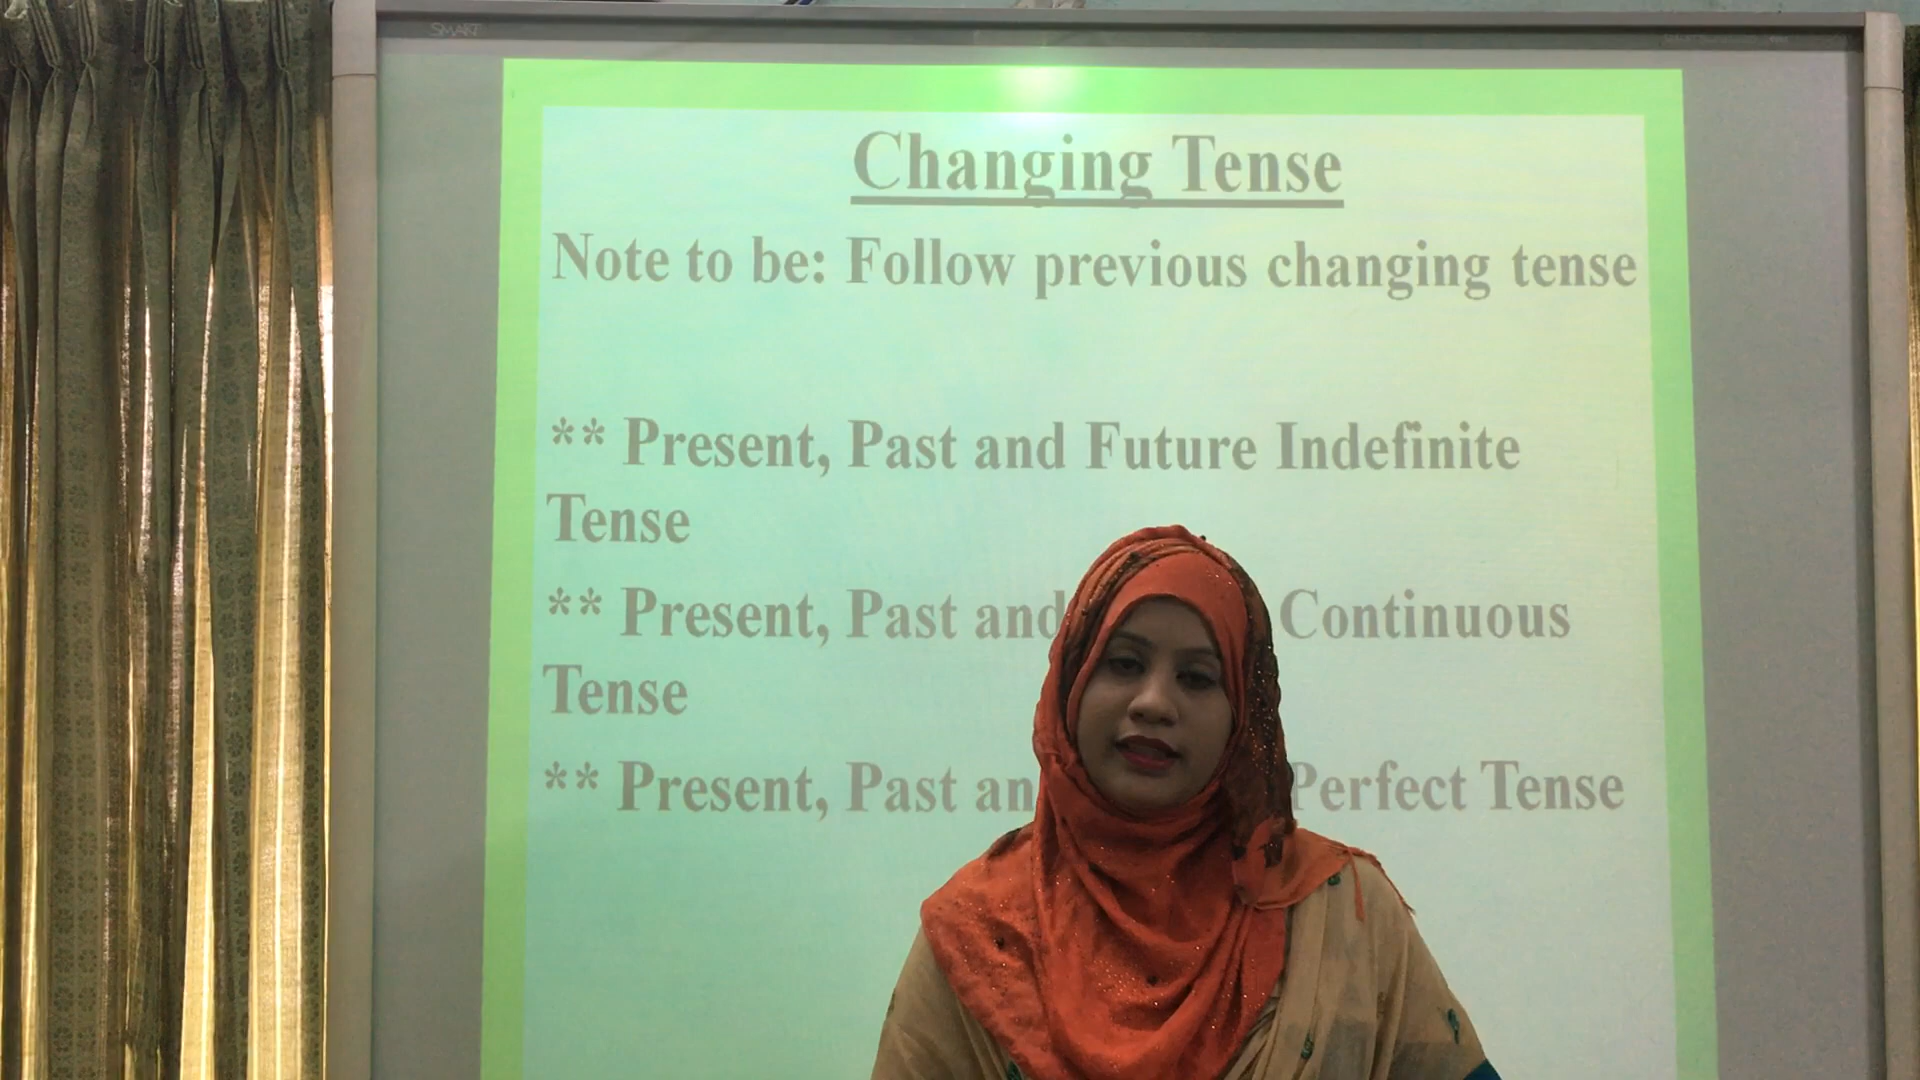 SMART
Changing Tense
Note to be: Follow previous changing tense
** Present, Past and Future Indefinite
Tense
** Present, Past and Continuous
Tense
** Present, Past an Perfect Tense